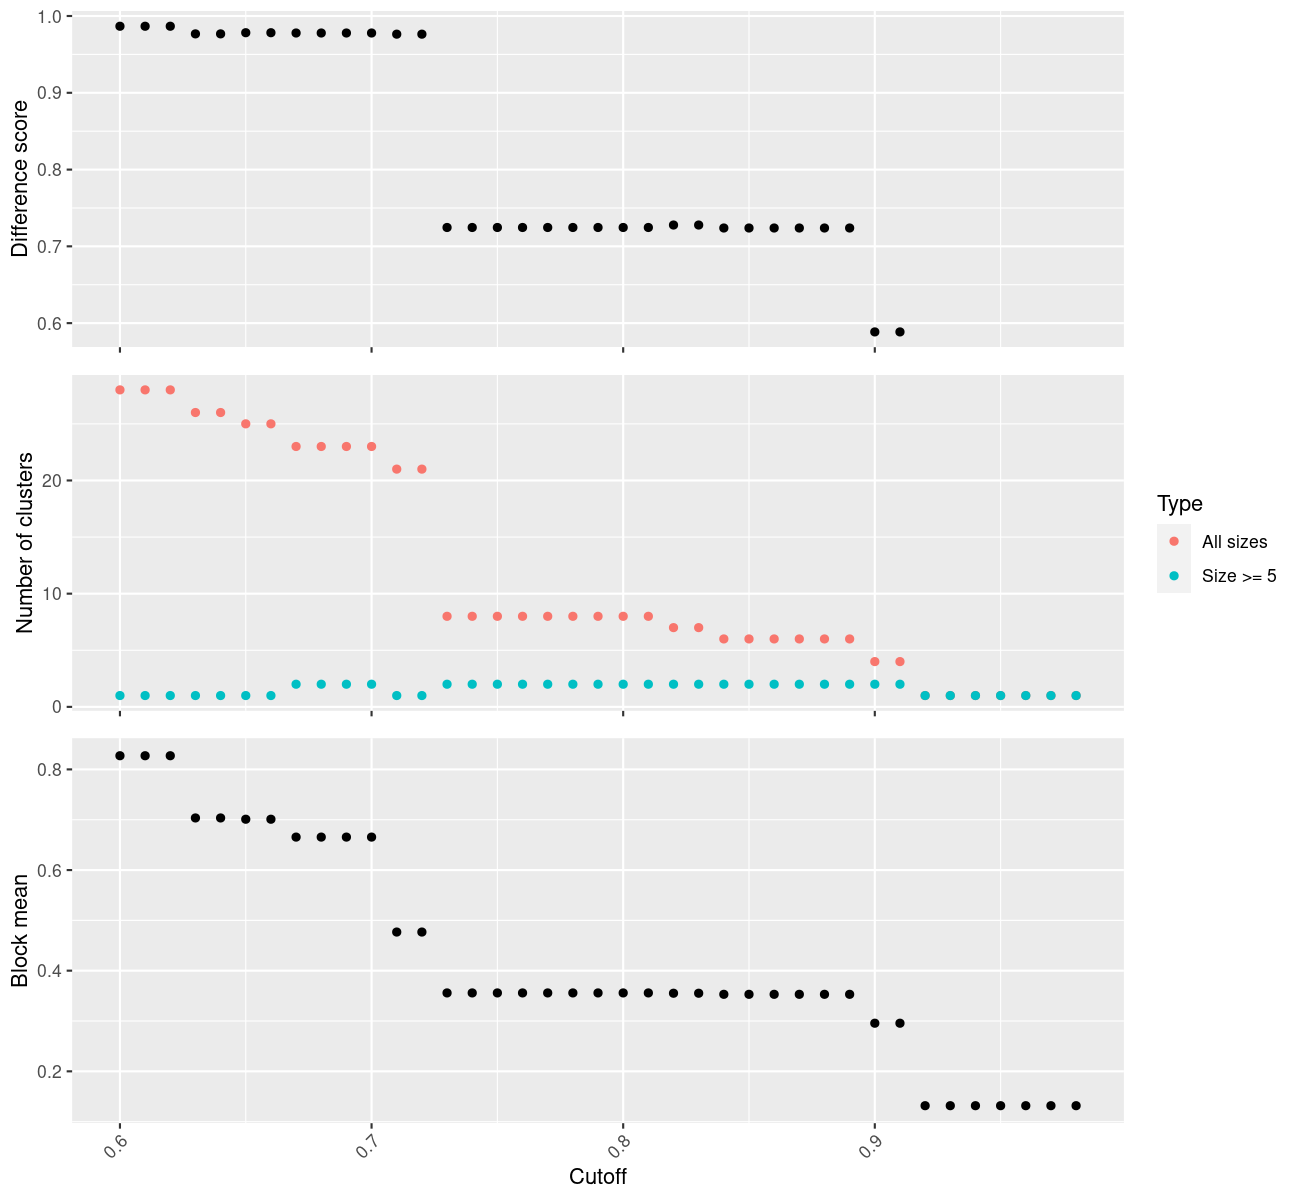 Difference score
1.0
0.9
0.8
0.7
0.6
Number of clusters
20
10
0
Type
All sizes
Size >= 5
Block mean
0.8
0.6
0.4
0.2
0.6
0.7
0.8
0.9
Cutoff